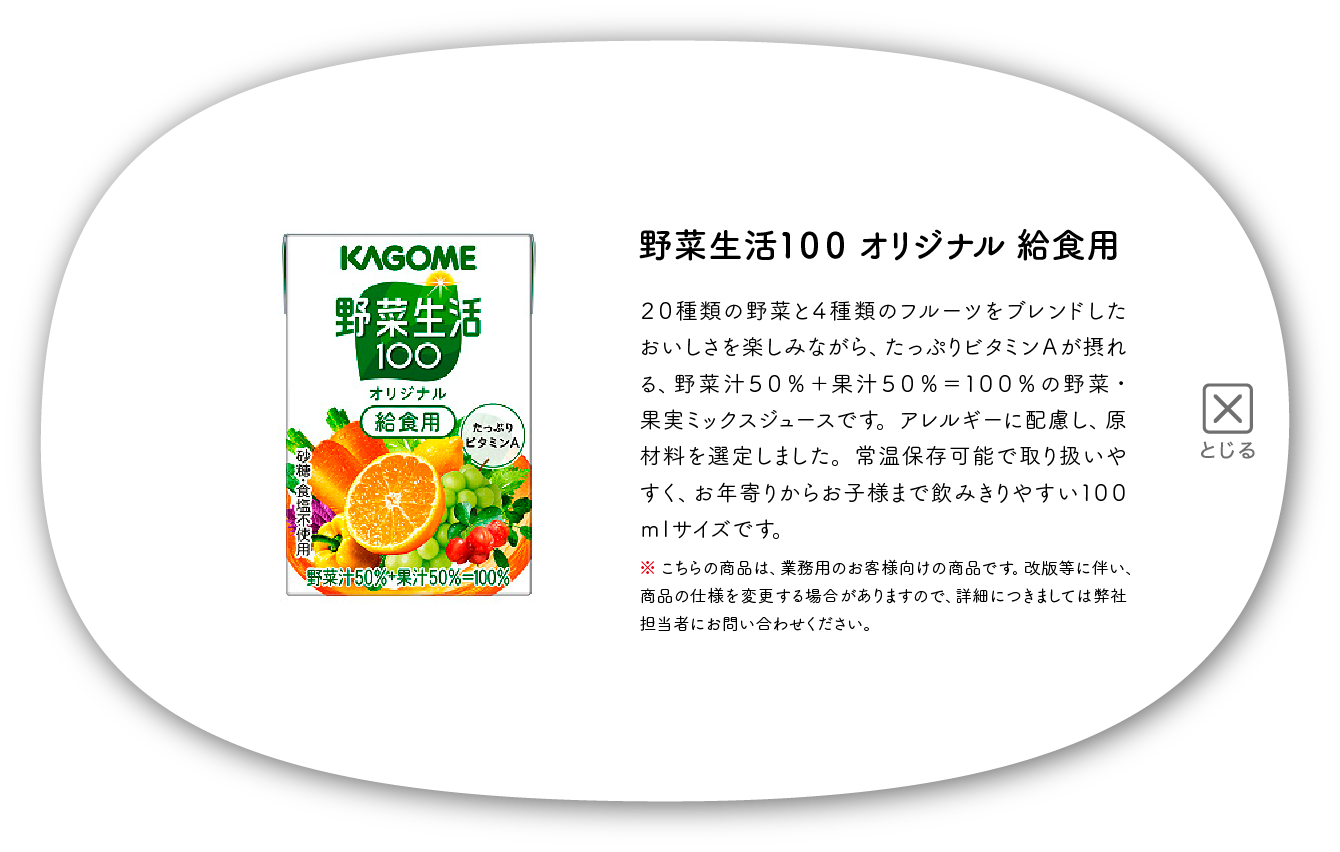 KAGOME
野菜生活
100
オリジナル
給食用
たっぷり
ビタミンA
砂糖・食塩不使用
野菜汁50%+果汁50%=100%
野菜生活100 オリジナル 給食用
20種類の野菜と4種類のフルーツをブレンドした
おいしさを楽しみながら、たっぷりビタミンAが摂れ
る、野菜汁50%+果汁50%=100%の野菜・
果実ミックスジュースです。アレルギーに配慮し、原
材料を選定しました。常温保存可能で取り扱いや
すく、お年寄りからお子様まで飲みきりやすい100
mlサイズです。
※こちらの商品は、業務用のお客様向けの商品です。改版等に伴い、
商品の仕様を変更する場合がありますので、詳細につきましては弊社
担当者にお問い合わせください。
とじる